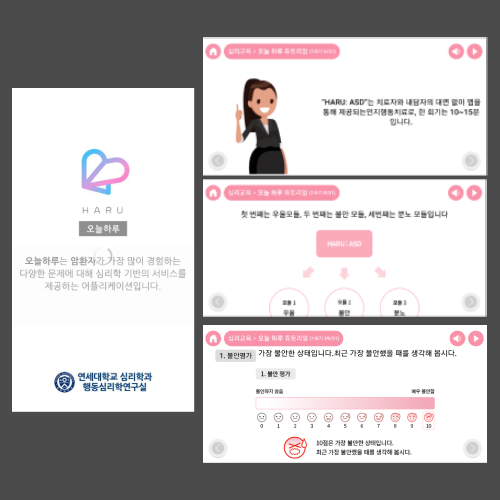 HARU
오늘하루
오늘하루는 암환자가 가장 많이 경험하는
다양한 문제에 대해 심리학 기반의 서비스를
제공하는 어플리케이션입니다.
연세대학교 심리학과
행동심리학연구실
심리교육 > 오늘 하루 튜토리얼
"HARU: ASD"는 치료자와 내담자의 대면 없이 앱을
통해 제공되는인지행동치료로, 한 회기는 10~15분
입니다.
심리교육 > 오늘 하루 튜토리얼
첫 번째는 우울모듈, 두 번째는 불안 모듈, 세번째는 분노 모듈입니다
HARU: ASD
모듈 1 모듈 2 모듈 3
우울 불안 분노
심리교육 > 오늘 하루 튜토리얼
1. 불안평가 가장 불안한 상태입니다.최근 가장 불안했을 때를 생각해 봅시다.
1. 불안 평가
불안하지 않음 매우 불안함
0 1 2 3 4 5 6 7 8 9 10
10점은 가장 불안한 상태입니다.
최근 가장 불안했을 때를 생각해 봅시다.